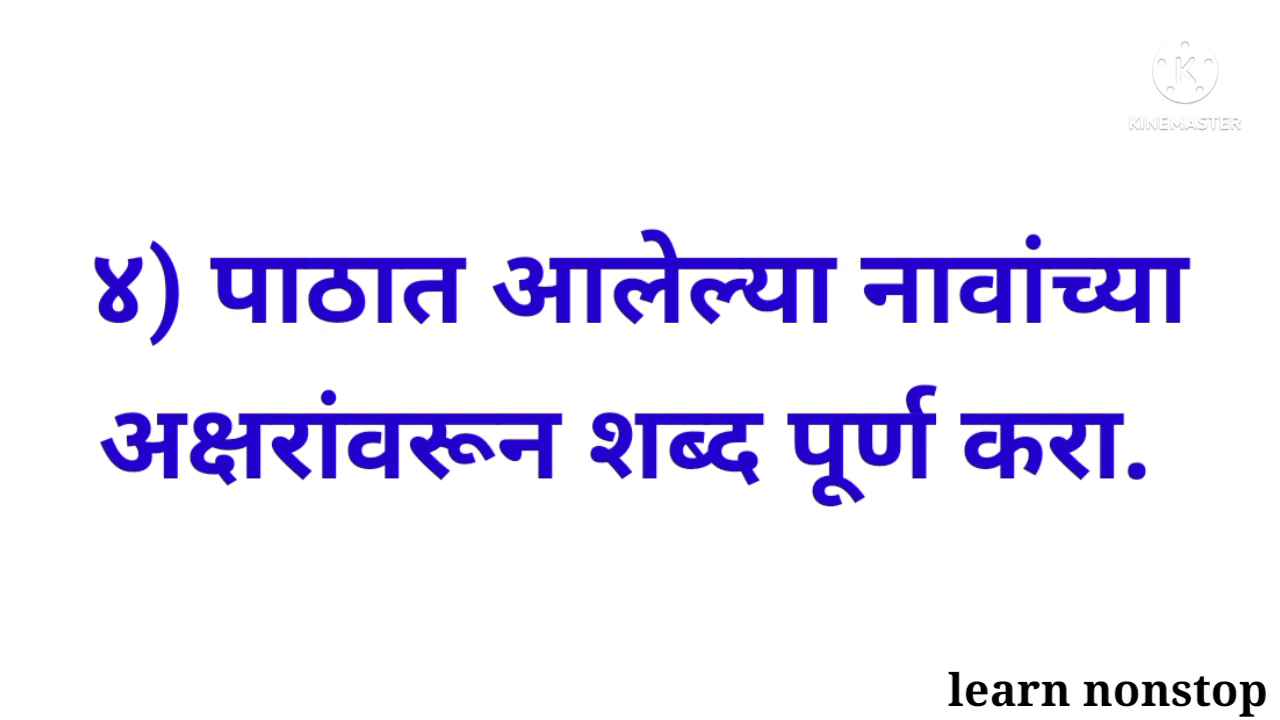 KINEMASTER
४) पाठात आलेल्या नावांच्या
अक्षरांवरून शब्द पूर्ण करा.
learn nonstop